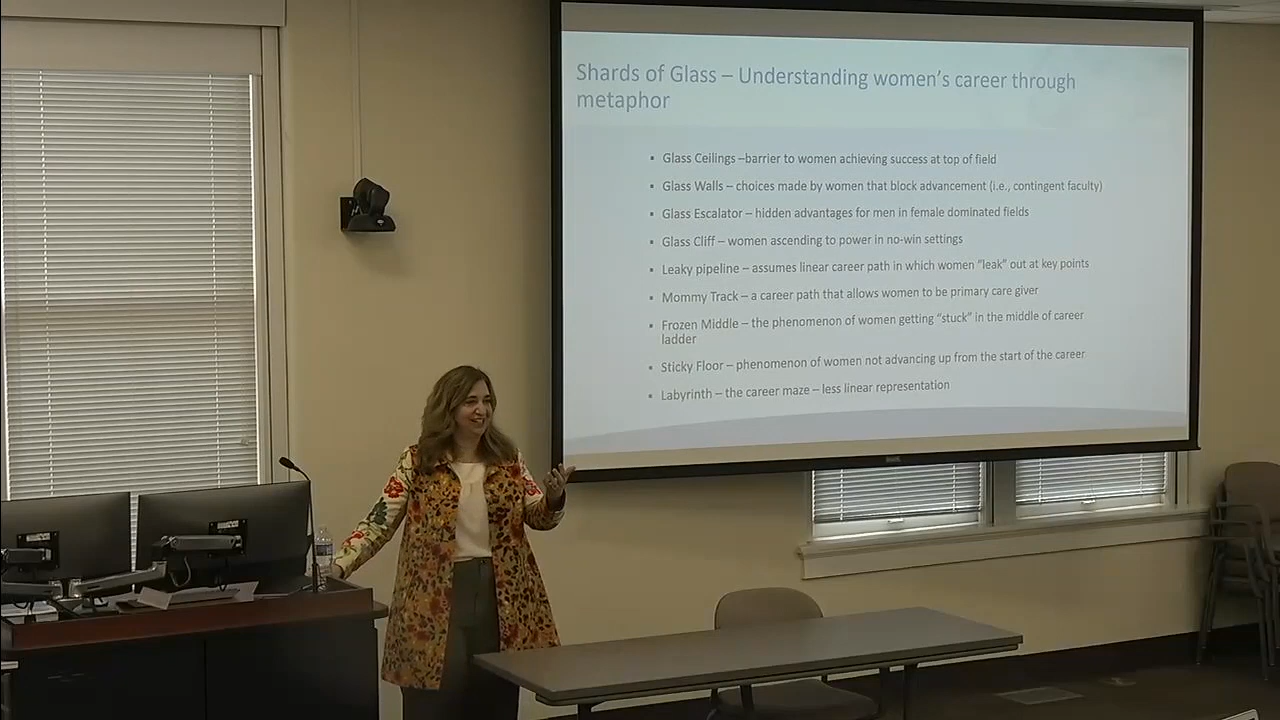 Shards of Glass – Understanding women's career through
metaphor
▪ Glass Ceilings –barrier to women achieving success at top of field
▪ Glass Walls – choices made by women that block advancement (i.e., contingent faculty)
▪ Glass Escalator – hidden advantages for men in female dominated fields
▪ Glass Cliff – women ascending to power in no-win settings
▪ Leaky pipeline – assumes linear career path in which women "leak" out at key points
▪ Mommy Track – a career path that allows women to be primary care giver
▪ Frozen Middle – the phenomenon of women getting "stuck" in the middle of career
ladder
▪ Sticky Floor – phenomenon of women not advancing up from the start of the career
▪ Labyrinth – the career maze – less linear representation